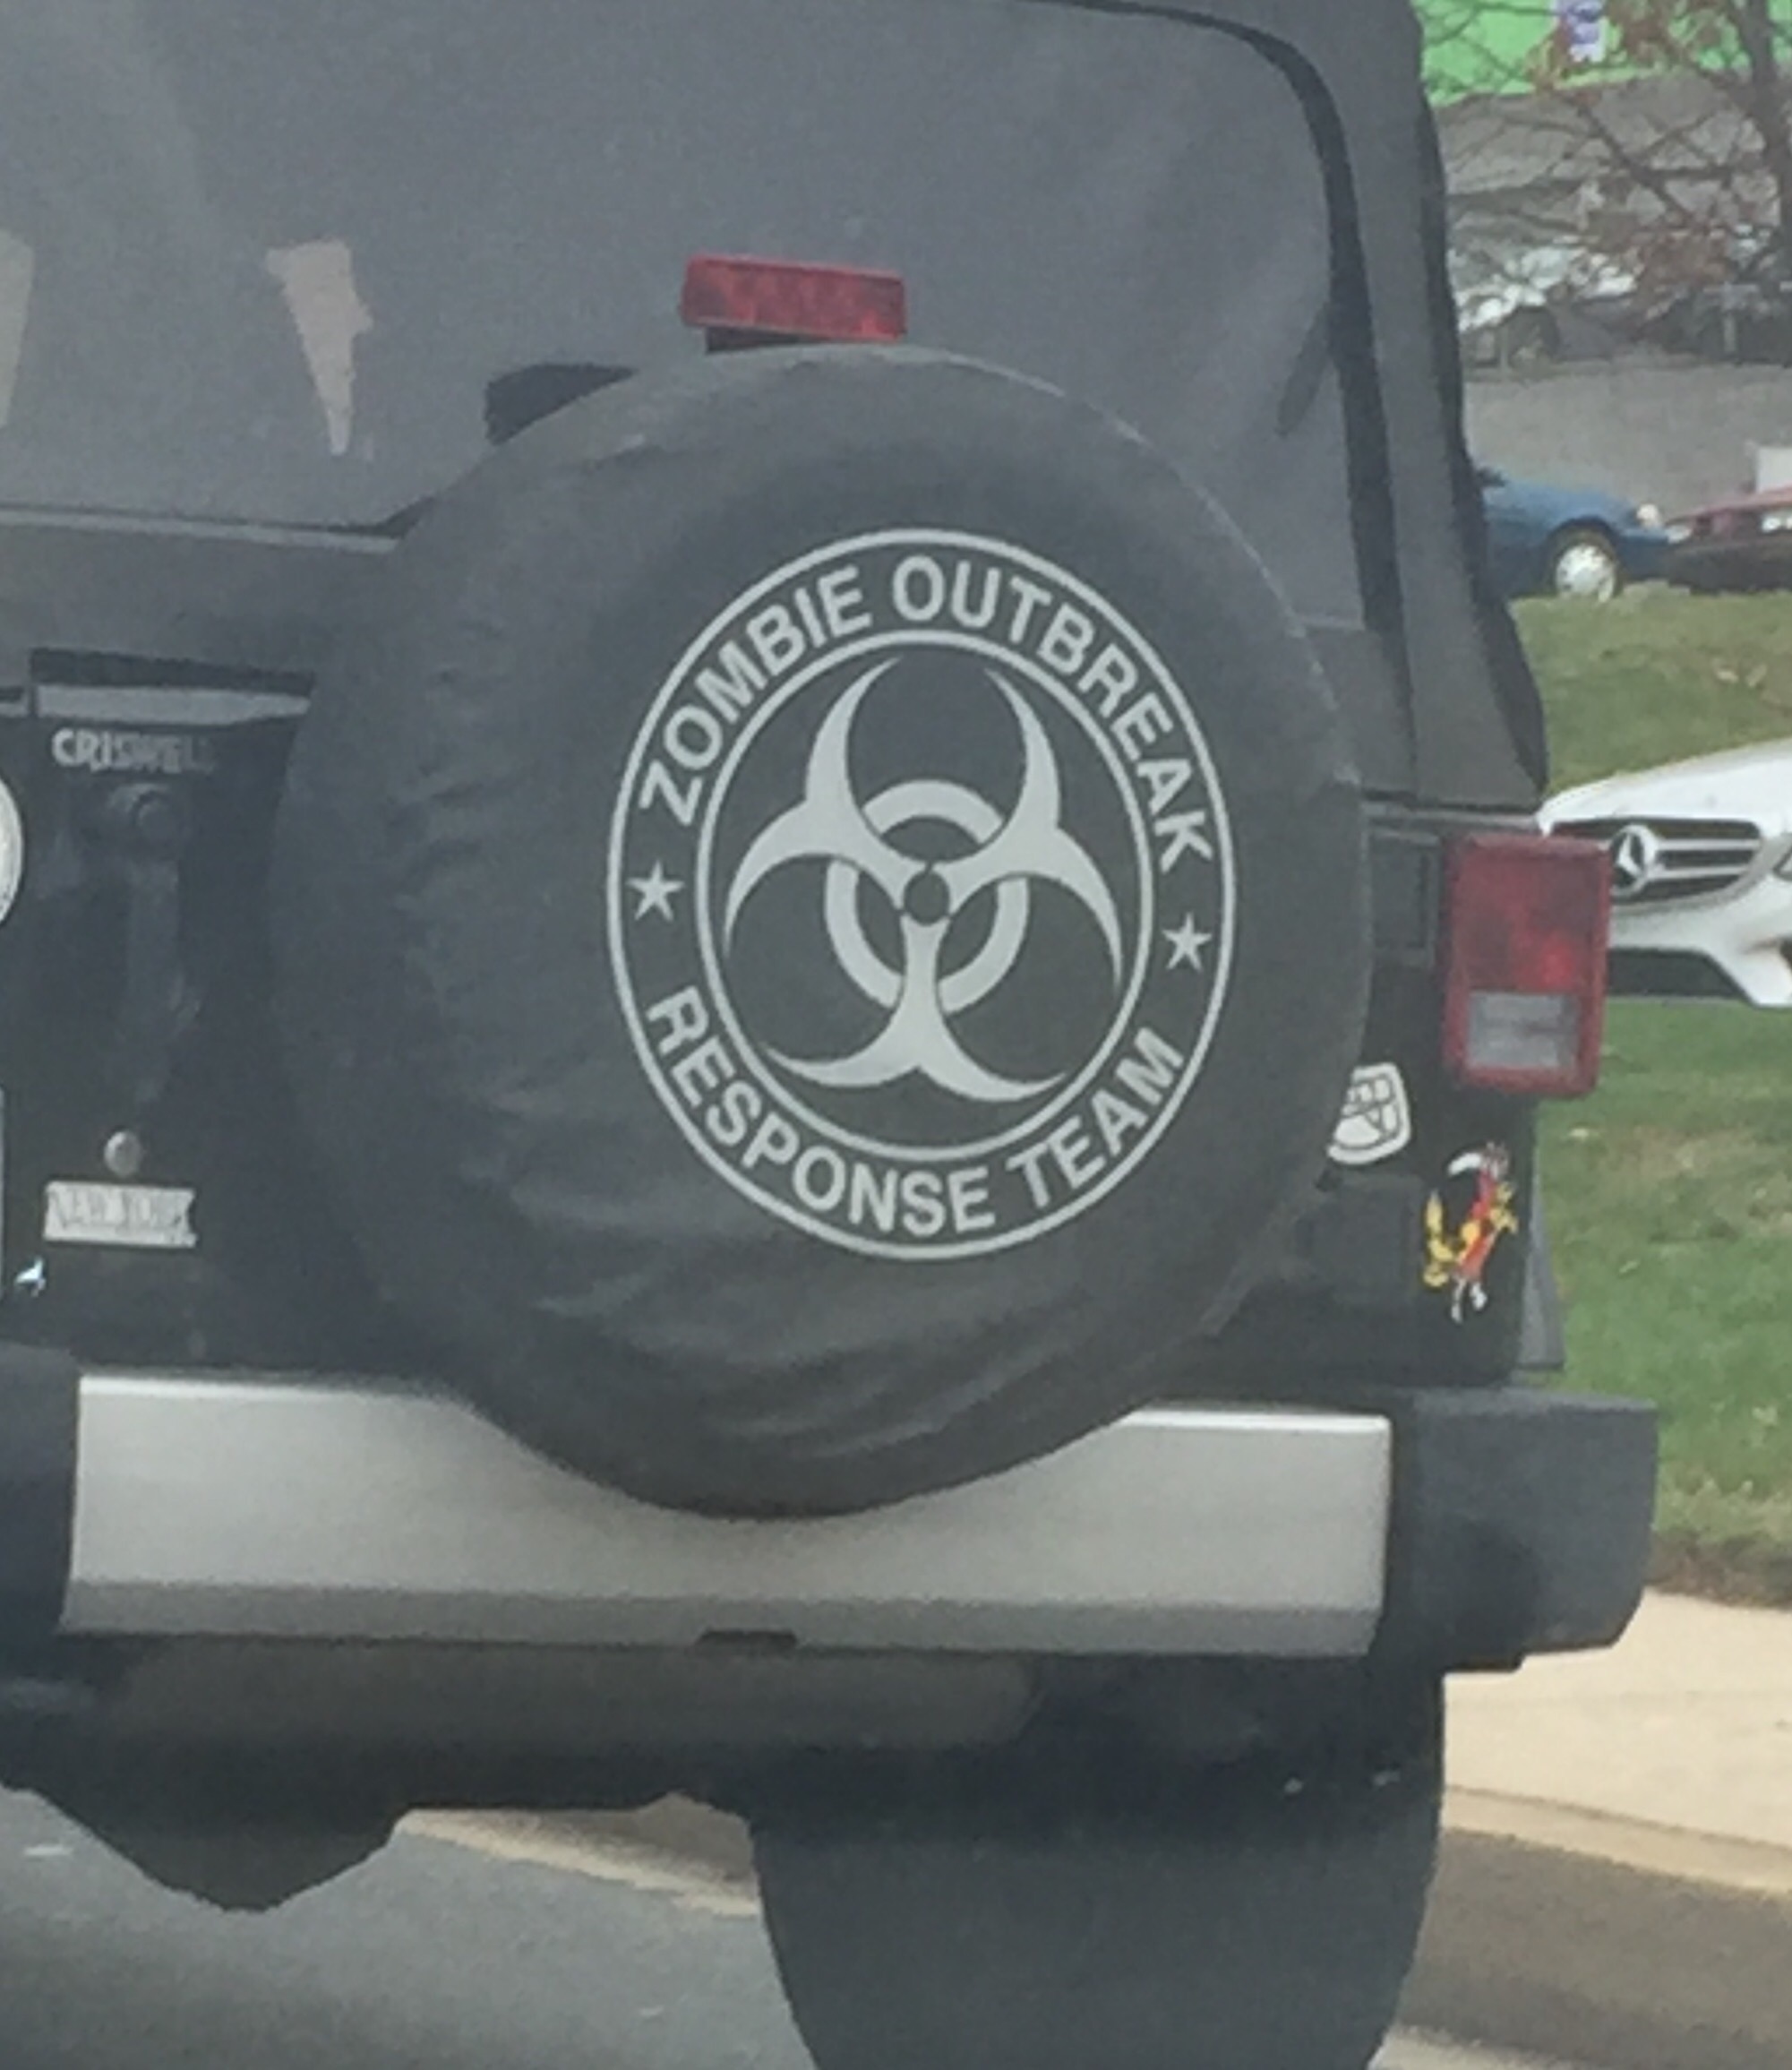 ZOMBIE OUTBREAK
RESPONSE TEAM
CRISWELL
NEW YORK